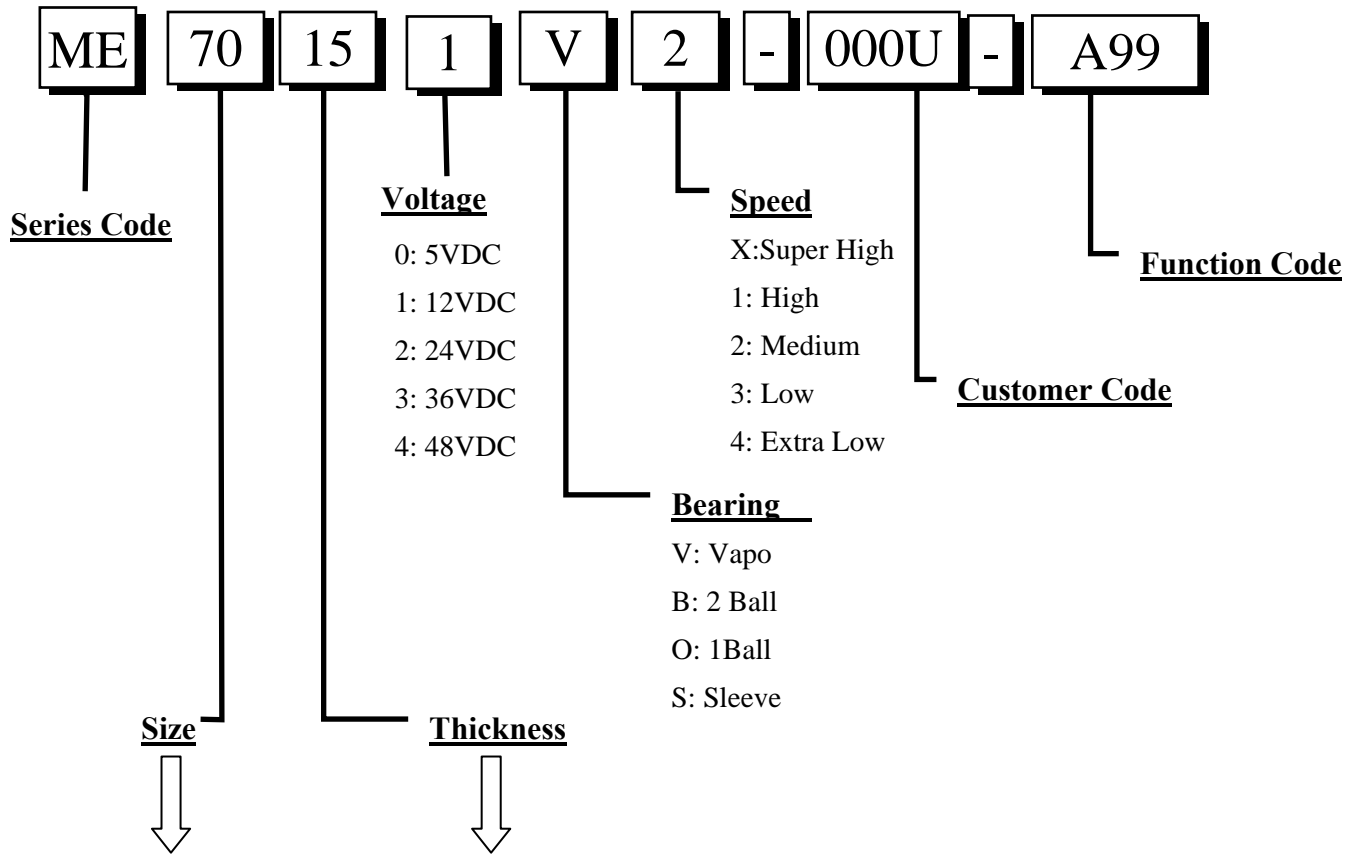 ME 70 15 1 V 2 - 000U - A99
Series Code
Voltage
0: 5VDC
1: 12VDC
2: 24VDC
3: 36VDC
4: 48VDC
Speed
X:Super High
1: High
2: Medium
3: Low
4: Extra Low
Function Code
Customer Code
Bearing
V: Vapo
B: 2 Ball
O: 1Ball
S: Sleeve
Size
Thickness